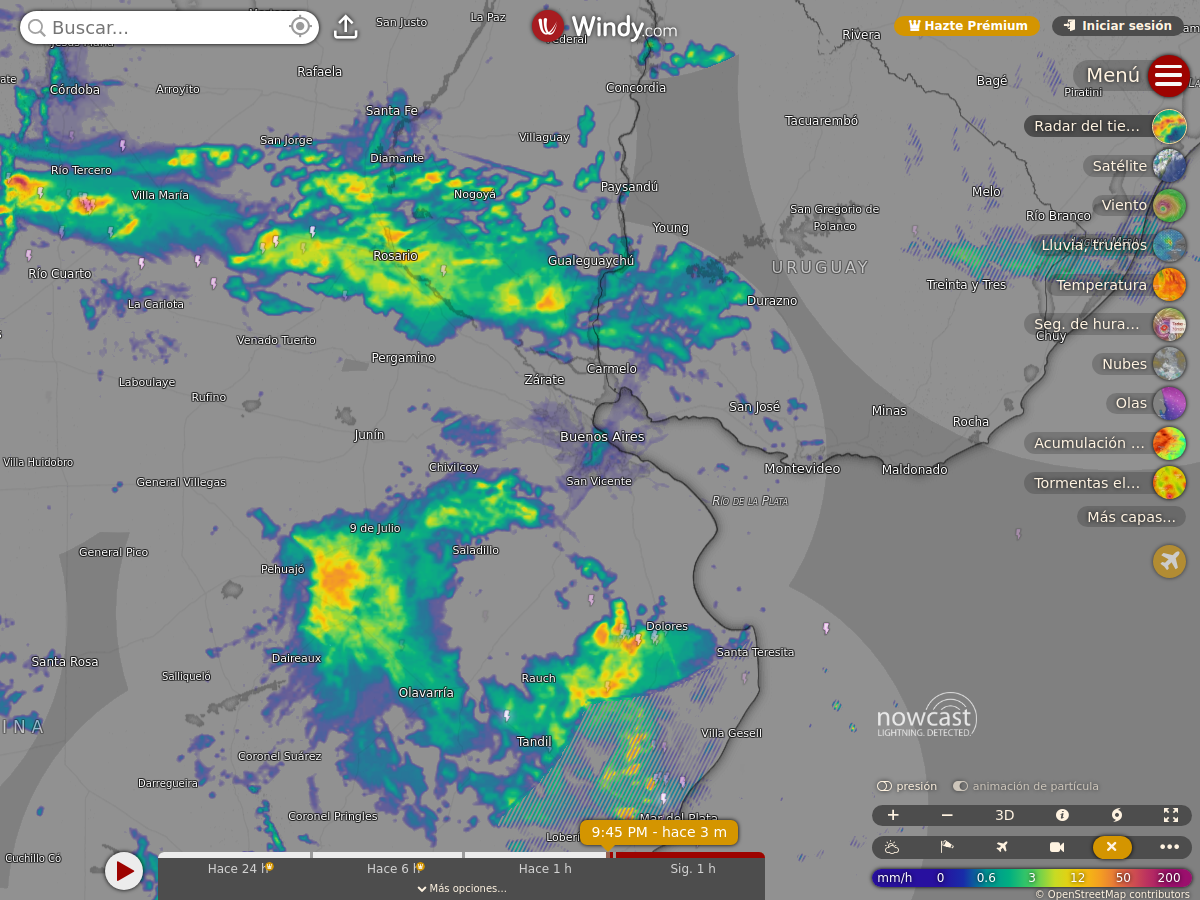 Buscar...
Windy.com
Hazte Prémium
Iniciar sesión
Menú
San Justo
La Paz
Federal
Rivera
Jesús María
Rafaela
Córdoba
Arroyito
Concordia
Bagé
Piratini
Santa Fe
Tacuarembó
Radar del tie...
San Jorge
Villaguay
Diamante
Río Tercero
Satélite
Villa María
Nogoyá
Paysandú
Melo
Viento
San Gregorio de
Polanco
Río Branco
Young
Lluvia, truenos
Rosario
Gualeguaychú
URUGUAY
Río Cuarto
Treinta y Tres
Temperatura
La Carlota
Durazno
Seg. de hura...
Chuy
Venado Tuerto
Pergamino
Nubes
Carmelo
Zárate
Laboulaye
Rufino
Olas
San José
Minas
Rocha
Junín
Buenos Aires
Acumulación ...
Villa Huidobro
Chivilcoy
Montevideo
Maldonado
General Villegas
San Vicente
Tormentas el...
Río de la Plata
Más capas...
9 de Julio
General Pico
Saladillo
Pehuajó
Dolores
Santa Rosa
Daireaux
Santa Teresita
Salliqueló
Rauch
Olavarría
INA
nowcast
LIGHTNING. DETECTED.
Tandil
Villa Gesell
Coronel Suárez
Darregueira
presión
animación de partícula
Coronel Pringles
Mar del Plata
3D
9:45 PM - hace 3 m
Cuchillo Có
Hace 24 h
Hace 6 h
Hace 1 h
Sig. 1 h
Más opciones...
mm/h 0 0.6 3 12 50 200
© OpenStreetMap contributors